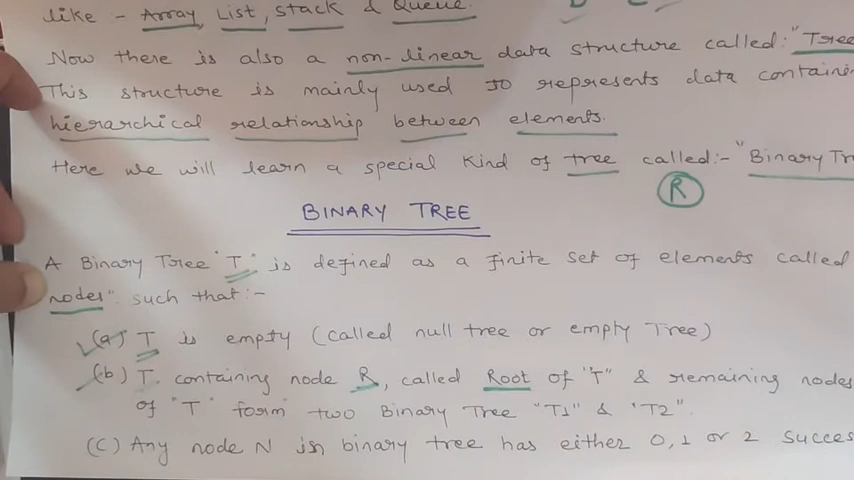 like - Array, List, Stack & Queue.
Now there is also a non-linear data structure called:- "Tree
This structure is mainly used to represents data containi
hierarchical relationship between elements.
Here we will learn a special kind of tree called:- "Binary Tr
R
BINARY TREE
A Binary Tree "T" is defined as a finite set of elements called
nodes" such that:-
(a) T is empty (called null tree or empty Tree)
(b) T containing node R, called Root of "T" & remaining nodes
of "T" form two Binary Tree "T1" & "T2".
(C) Any node N in binary tree has either 0, 1 or 2 Succes